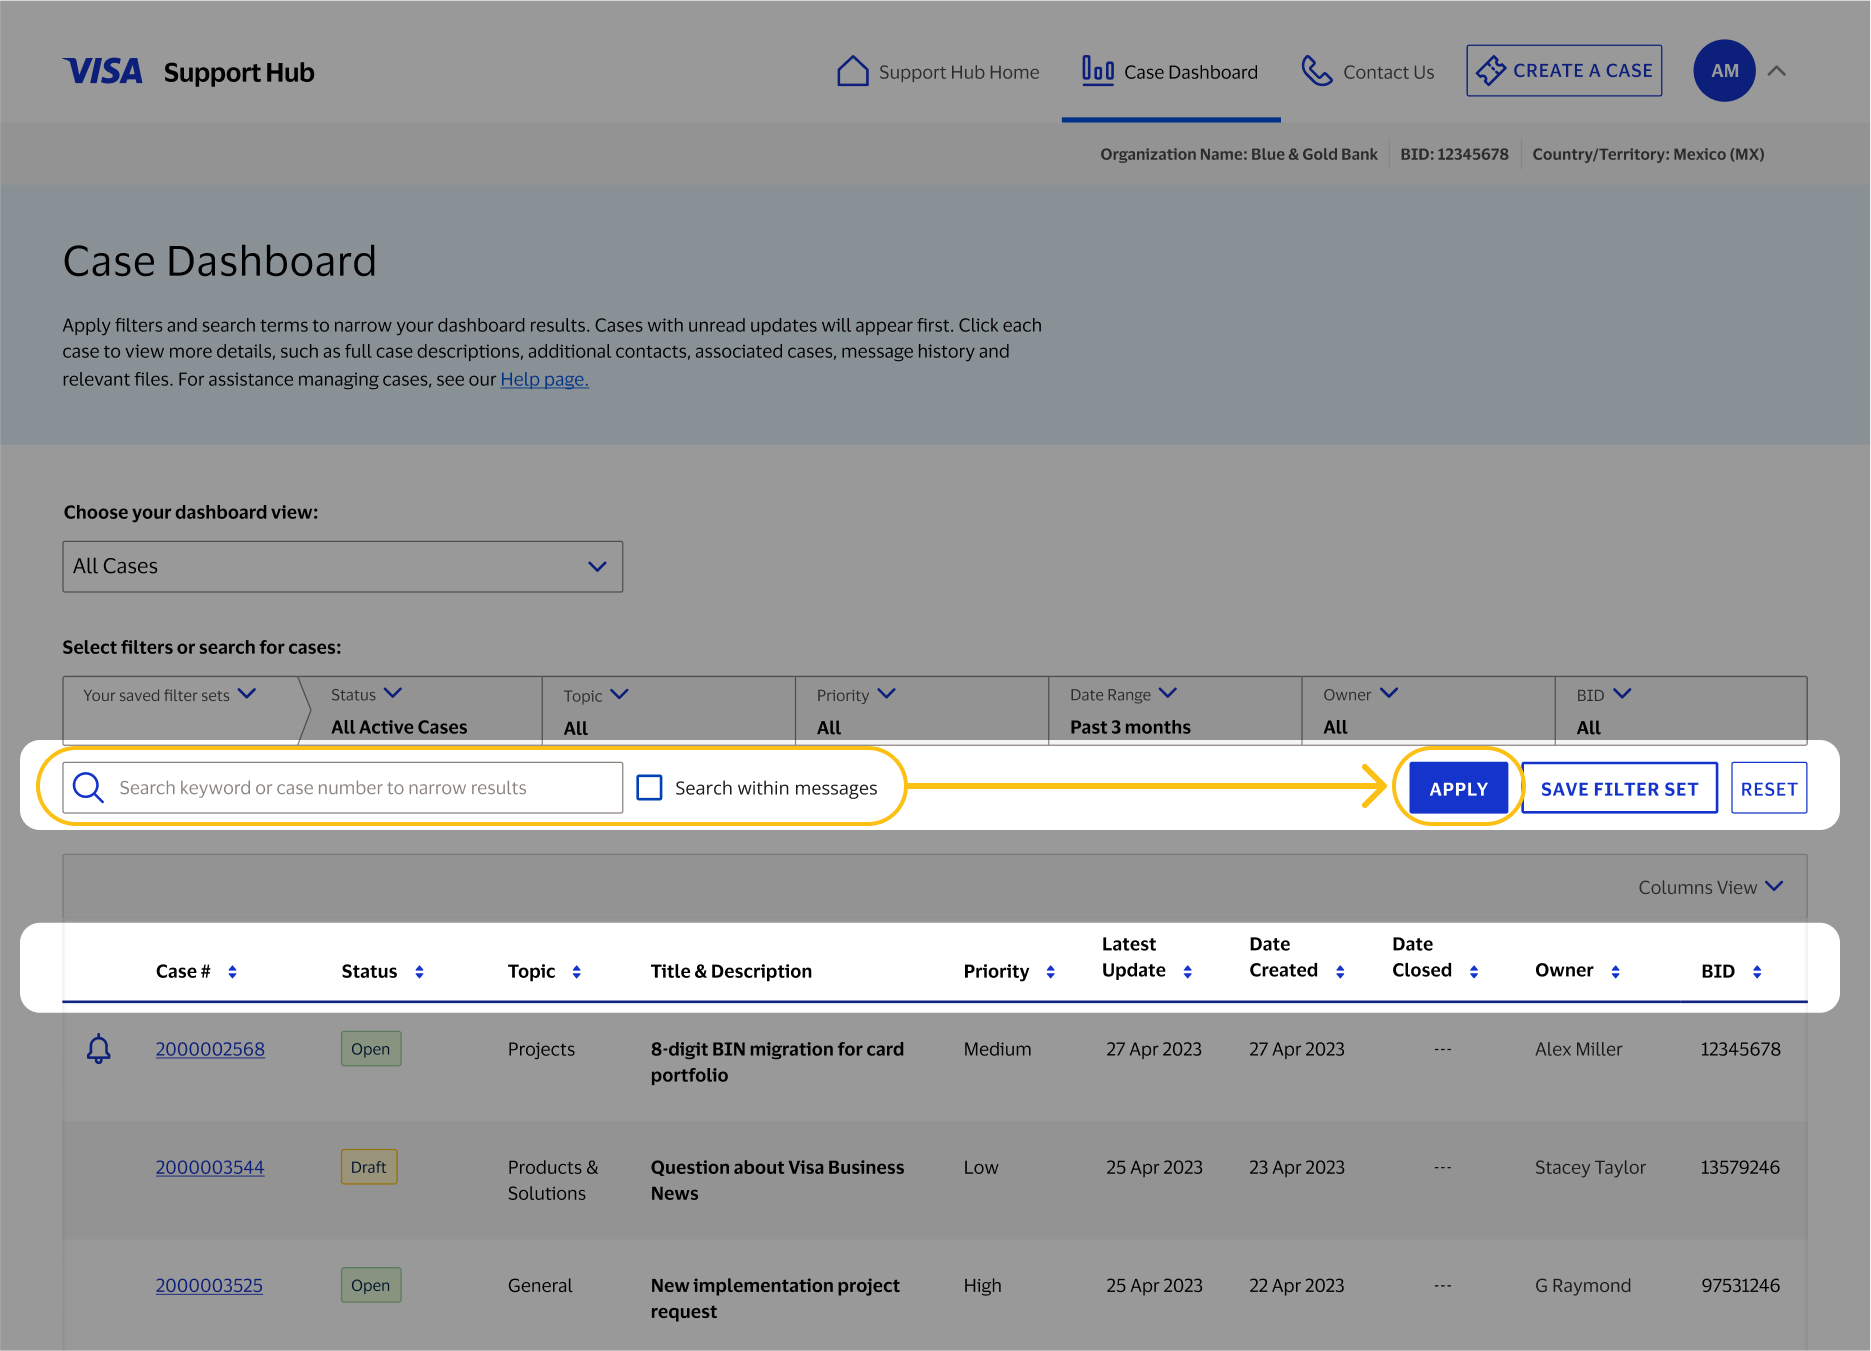 VISA Support Hub
Support Hub Home
Case Dashboard
Contact Us
CREATE A CASE
AM
Organization Name: Blue & Gold Bank
BID: 12345678
Country/Territory: Mexico (MX)
Case Dashboard
Apply filters and search terms to narrow your dashboard results. Cases with unread updates will appear first. Click each
case to view more details, such as full case descriptions, additional contacts, associated cases, message history and
relevant files. For assistance managing cases, see our Help page.
Choose your dashboard view:
All Cases
Select filters or search for cases:
Your saved filter sets
Status
All Active Cases
Topic
All
Priority
All
Date Range
Past 3 months
Owner
All
BID
All
Search keyword or case number to narrow results
Search within messages
APPLY
SAVE FILTER SET
RESET
Columns View
Case #
Status
Topic
Title & Description
Priority
Latest
Update
Date
Created
Date
Closed
Owner
BID
2000002568
Open
Projects
8-digit BIN migration for card
portfolio
Medium
27 Apr 2023
27 Apr 2023
---
Alex Miller
12345678
2000003544
Draft
Products &
Solutions
Question about Visa Business
News
Low
25 Apr 2023
23 Apr 2023
---
Stacey Taylor
13579246
2000003525
Open
General
New implementation project
request
High
25 Apr 2023
22 Apr 2023
---
G Raymond
97531246